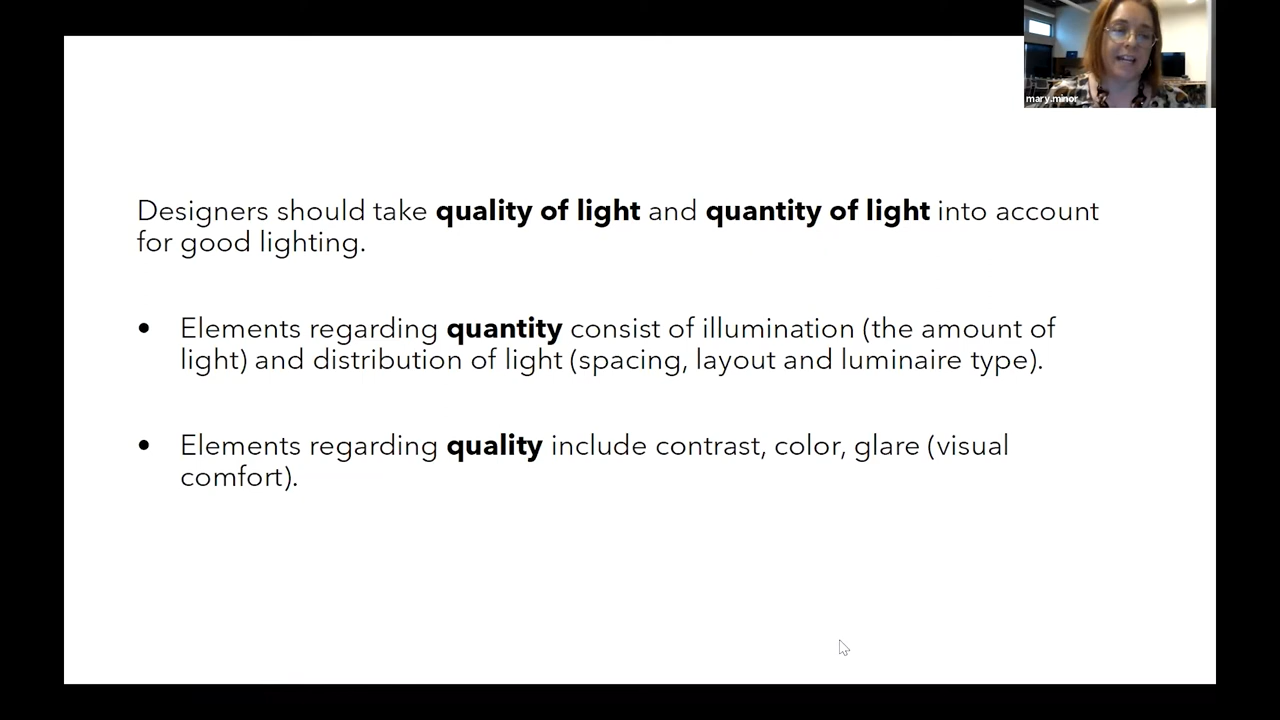 mary.minor
Designers should take quality of light and quantity of light into account
for good lighting.
• Elements regarding quantity consist of illumination (the amount of
light) and distribution of light (spacing, layout and luminaire type).
• Elements regarding quality include contrast, color, glare (visual
comfort).